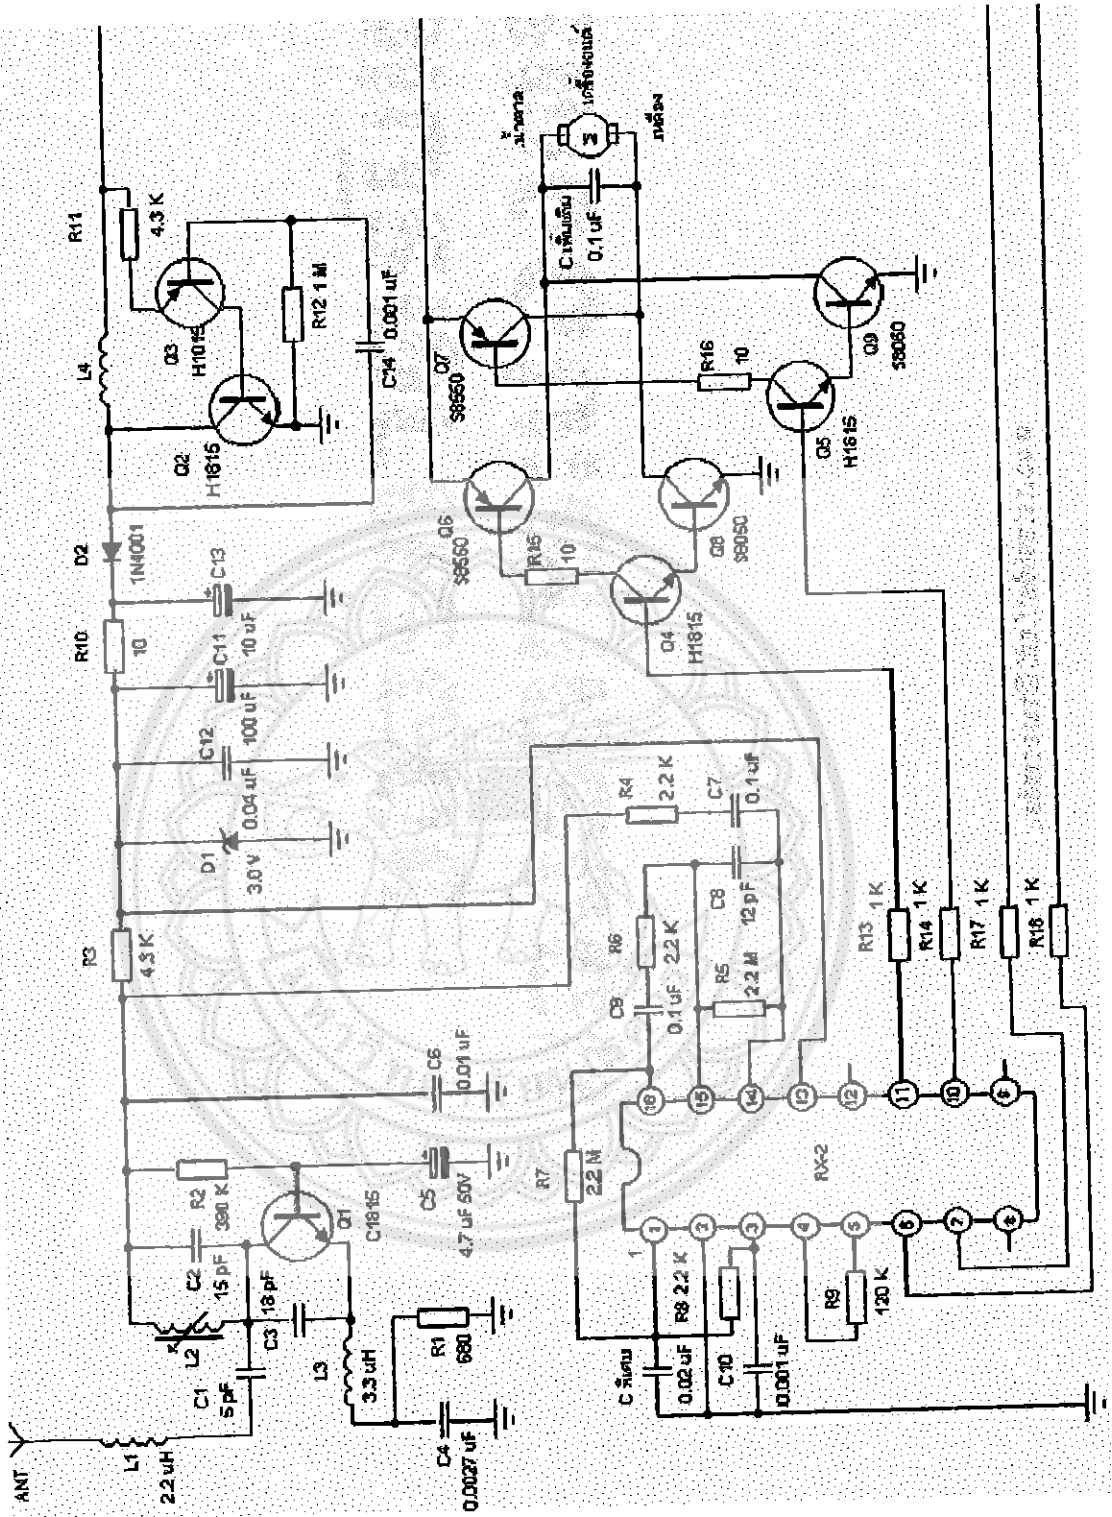 ANT
L1
2.2 uH
C1
5 pF
L2
C2
15 pF
C3
18 pF
R2
390 K
Q1
C1815
L3
3.3 uH
R1
680
C4
0.0027 uF
C5
4.7 uF 50V
C6
0.01 uF
R3
4.3 K
D1
3.0 V
C12
0.04 uF
C11
100 uF
C13
10 uF
R10
10
D2
1N4001
L4
Q2
H1815
Q3
H1015
R11
4.3 K
R12 1 M
C14
0.001 uF
Q6
S8550
Q7
S8550
R15
10
Q4
H1815
Q8
S8050
R16
10
Q5
H1815
Q9
S8050
0.1 uF
M
R4
2.2 K
C7
0.1 uF
C8
12 pF
R6
2.2 K
C9
0.1 uF
R5
2.2 M
R7
2.2 M
R8 2.2 K
C10
0.001 uF
0.02 uF
R9
120 K
RX-2
1
1
2
3
4
5
6
7
8
16
15
14
13
12
11
10
9
R13 1 K
R14 1 K
R17 1 K
R18 1 K